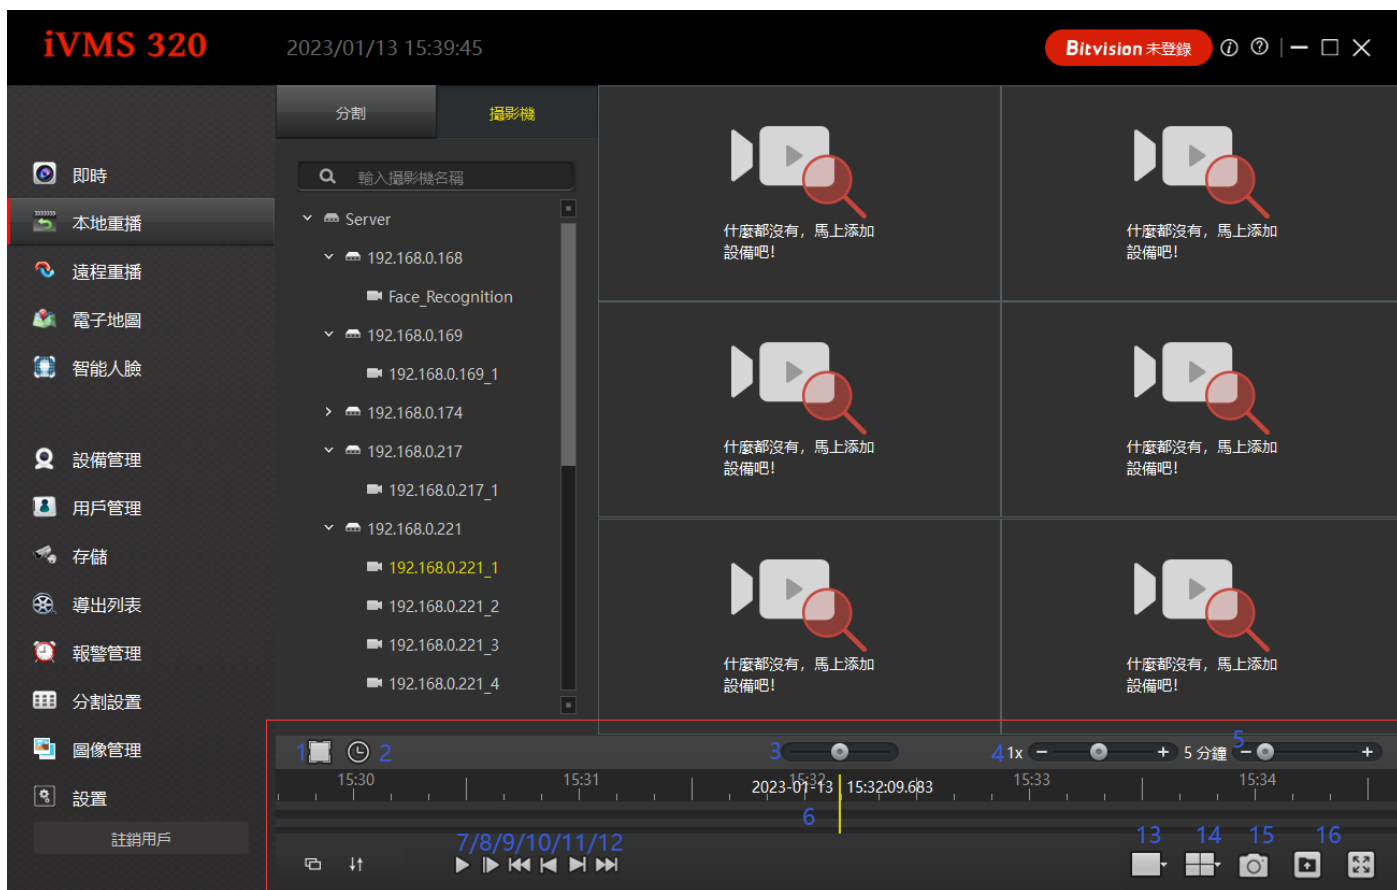 iVMS 320
2023/01/13 15:39:45
Bitvision 未登錄
即時
本地重播
遠程重播
電子地圖
智能人臉
設備管理
用戶管理
存儲
導出列表
報警管理
分割設置
圖像管理
設置
註銷用戶
分割
攝影機
輸入攝影機名稱
Server
192.168.0.168
Face_Recognition
192.168.0.169
192.168.0.169_1
192.168.0.174
192.168.0.217
192.168.0.217_1
192.168.0.221
192.168.0.221_1
192.168.0.221_2
192.168.0.221_3
192.168.0.221_4
什麼都沒有，馬上添加
設備吧！
什麼都沒有，馬上添加
設備吧！
什麼都沒有，馬上添加
設備吧！
什麼都沒有，馬上添加
設備吧！
什麼都沒有，馬上添加
設備吧！
什麼都沒有，馬上添加
設備吧！
1 2 3 4 1x 5 分鐘 5
15:30 15:31 15:32 15:33 15:34
2023-01-13 15:32:09.683
6
7/8/9/10/11/12 13 14 15 16